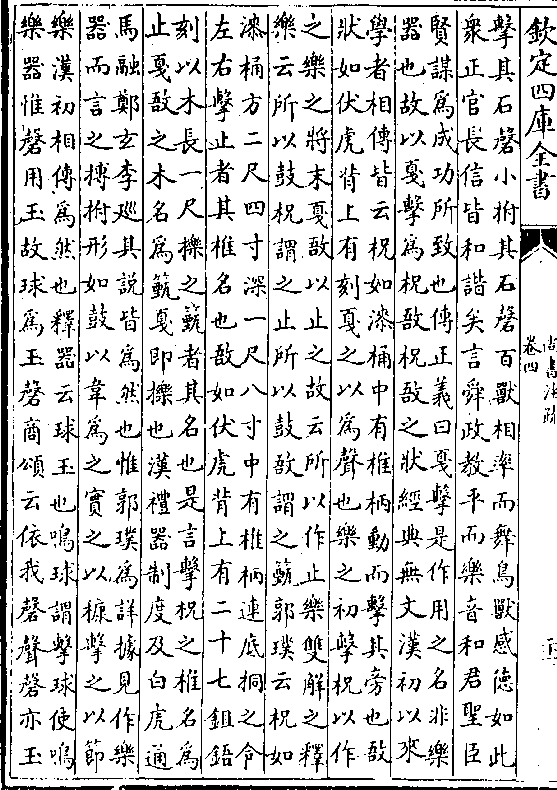 欽定四庫全書
尚書注疏
卷四
擊其石磬小拊其石磬百獸相率而舞鳥獸感德如此
衆正官長信皆和諧矣言舜政教平而樂音和君聖臣
賢謀為成功所致也傳正義曰戛擊是作用之名非樂
器也故以戛擊為柷敔柷敔之狀經典無文漢初以來
學者相傳皆云柷如漆桶中有椎柄動而擊其旁也敔
狀如伏虎背上有刻戛之以為聲也樂之初擊柷以作
之樂之將末戛敔以止之故云所以作止樂雙解之釋
樂云所以鼓柷謂之止所以鼓敔謂之籈郭璞云柷如
漆桶方二尺四寸深一尺八寸中有椎柄連底挏之令
左右擊止者其椎名也敔如伏虎背上有二十七鉏鋙
刻以木長一尺櫟之籈者其名也是言擊柷之椎名為
止戛敔之木名為籈戛即櫟也漢禮器制度及白虎通
馬融鄭玄李廵其說皆為然也惟郭璞為詳據見作樂
器而言之搏拊形如鼓以韋為之實之以穅擊之以節
樂漢初相傳為然也釋器云球玉也鳴球謂擊球使鳴
樂器惟磬用玉故球為玉磬商頌云依我磬聲磬亦玉